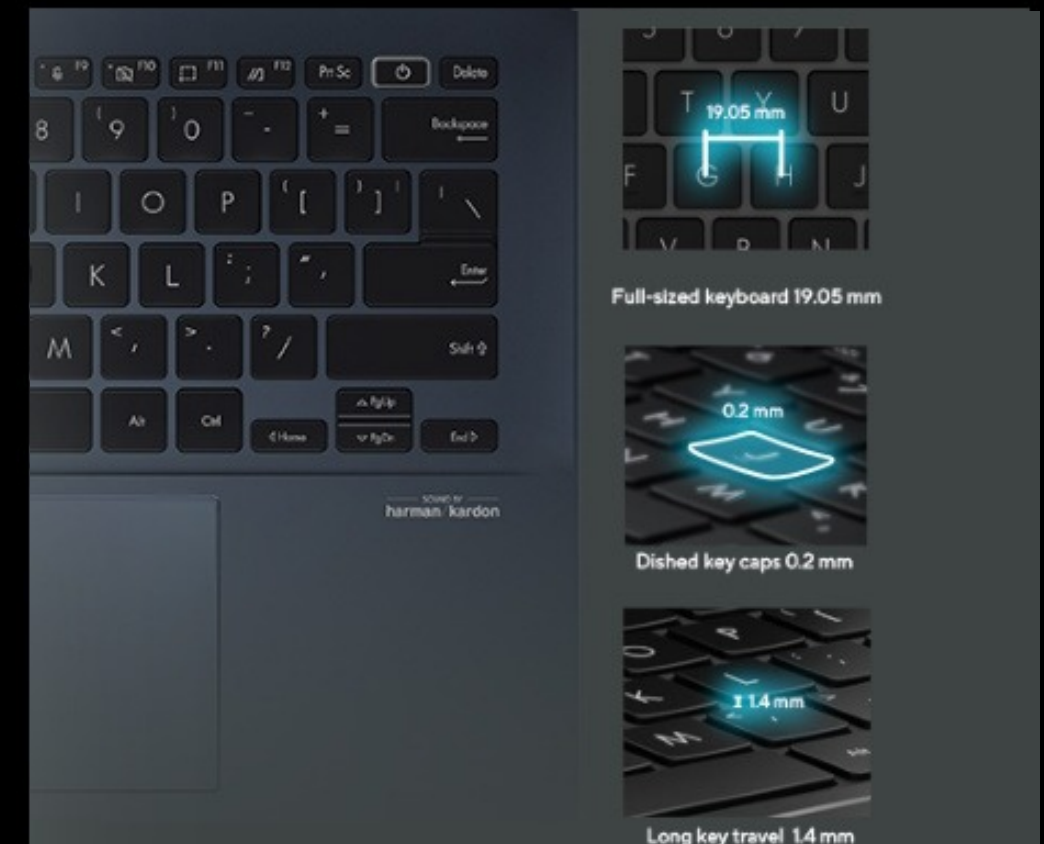 F9 F10 F11 F12 Prt Sc Delete
8 ( 9 ) 0 _ - + = Backspace
I O P { [ } ] | \
K L : ; " ' Enter
M < , > . ? / Shift
Alt Ctrl Home PgUp PgDn End
SOUND BY
harman/kardon
T Y U
19.05 mm
F G H J
V B N
Full-sized keyboard 19.05 mm
0.2 mm
Dished key caps 0.2 mm
O P
K L
1.4 mm
M
Alt
Long key travel 1.4 mm